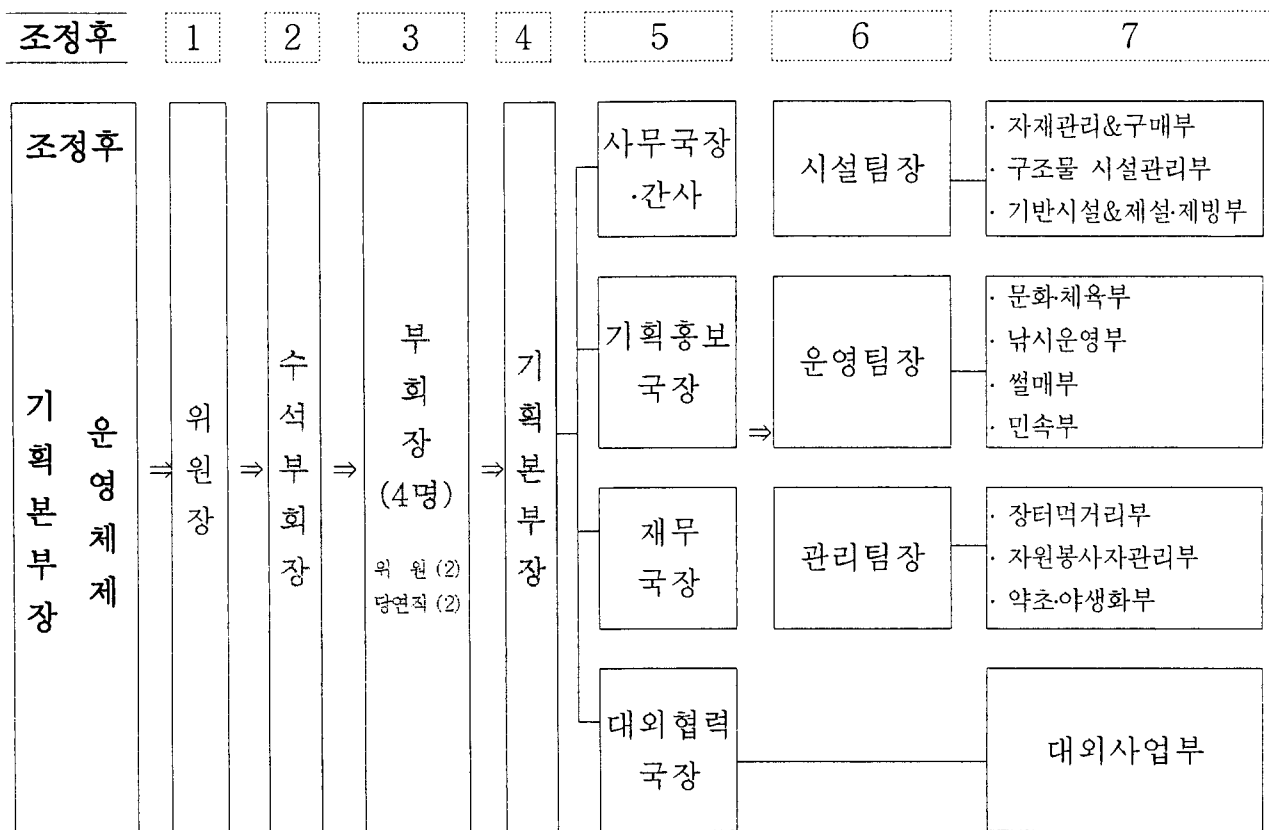 조정후 1 2 3 4 5 6 7
조정후
기획본부장
운영체제
⇒
위원장
⇒
수석부회장
⇒
부회장
(4명)
위 원 (2)
당연직 (2)
⇒
기획본부장
사무국장
·간사
기획홍보
국장
재무
국장
대외협력
국장
⇒
시설팀장
운영팀장
관리팀장
· 자재관리&구매부
· 구조물 시설관리부
· 기반시설&제설·제빙부
· 문화·체육부
· 낚시운영부
· 썰매부
· 민속부
· 장터먹거리부
· 자원봉사자관리부
· 약초·야생화부
대외사업부